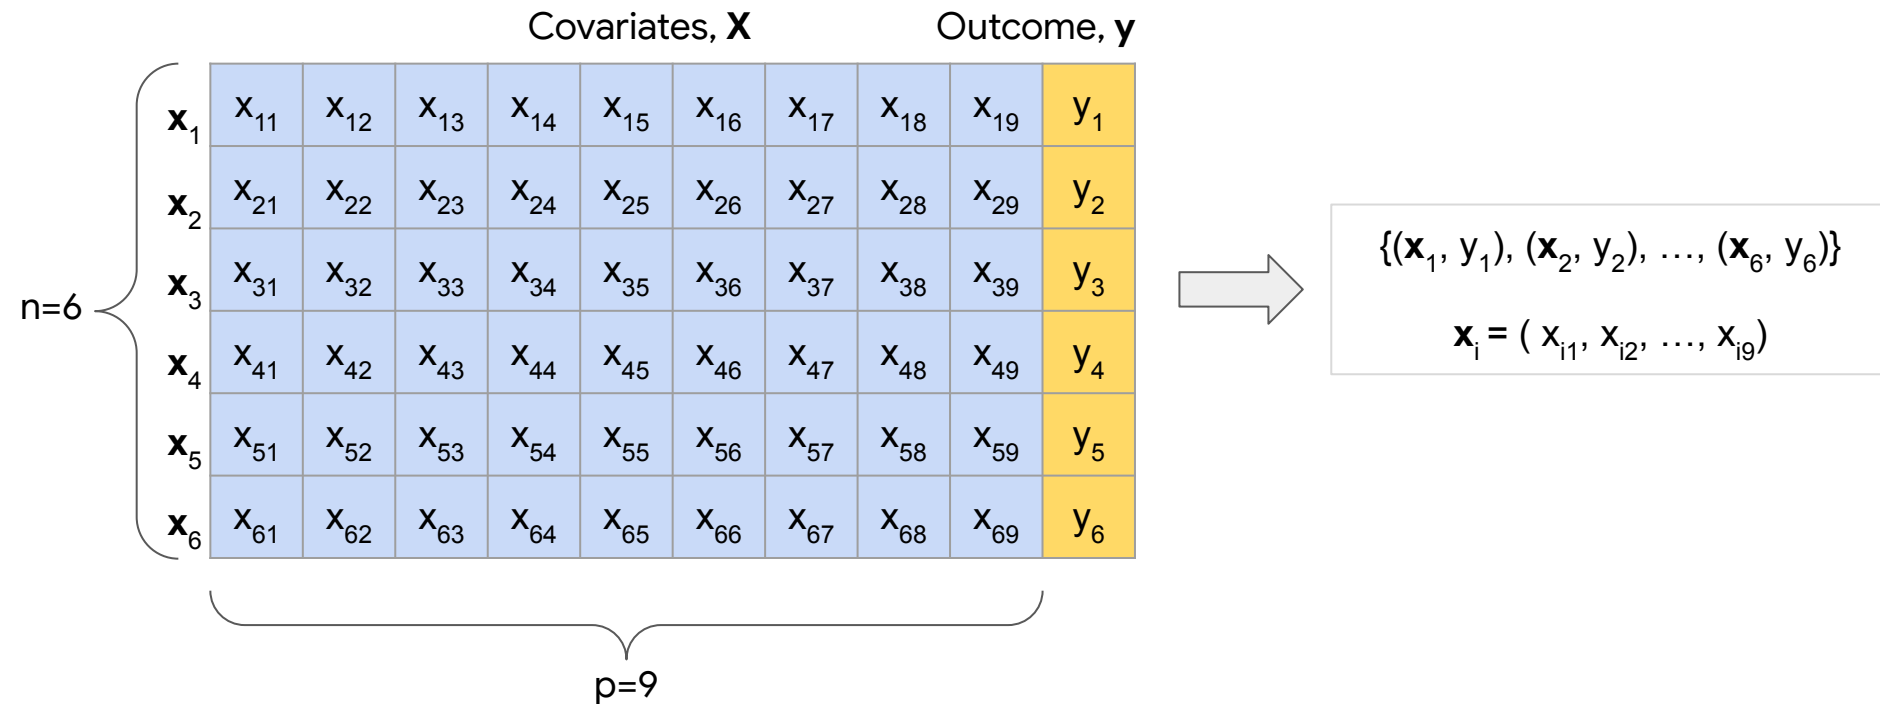 Covariates, X Outcome, y
x₁ x₁₁ x₁₂ x₁₃ x₁₄ x₁₅ x₁₆ x₁₇ x₁₈ x₁₉ y₁
x₂ x₂₁ x₂₂ x₂₃ x₂₄ x₂₅ x₂₆ x₂₇ x₂₈ x₂₉ y₂
x₃ x₃₁ x₃₂ x₃₃ x₃₄ x₃₅ x₃₆ x₃₇ x₃₈ x₃₉ y₃
n=6
x₄ x₄₁ x₄₂ x₄₃ x₄₄ x₄₅ x₄₆ x₄₇ x₄₈ x₄₉ y₄
x₅ x₅₁ x₅₂ x₅₃ x₅₄ x₅₅ x₅₆ x₅₇ x₅₈ x₅₉ y₅
x₆ x₆₁ x₆₂ x₆₃ x₆₄ x₆₅ x₆₆ x₆₇ x₆₈ x₆₉ y₆
p=9
{(x₁, y₁), (x₂, y₂), …, (x₆, y₆)}
xᵢ = ( xᵢ₁, xᵢ₂, …, xᵢ₉)